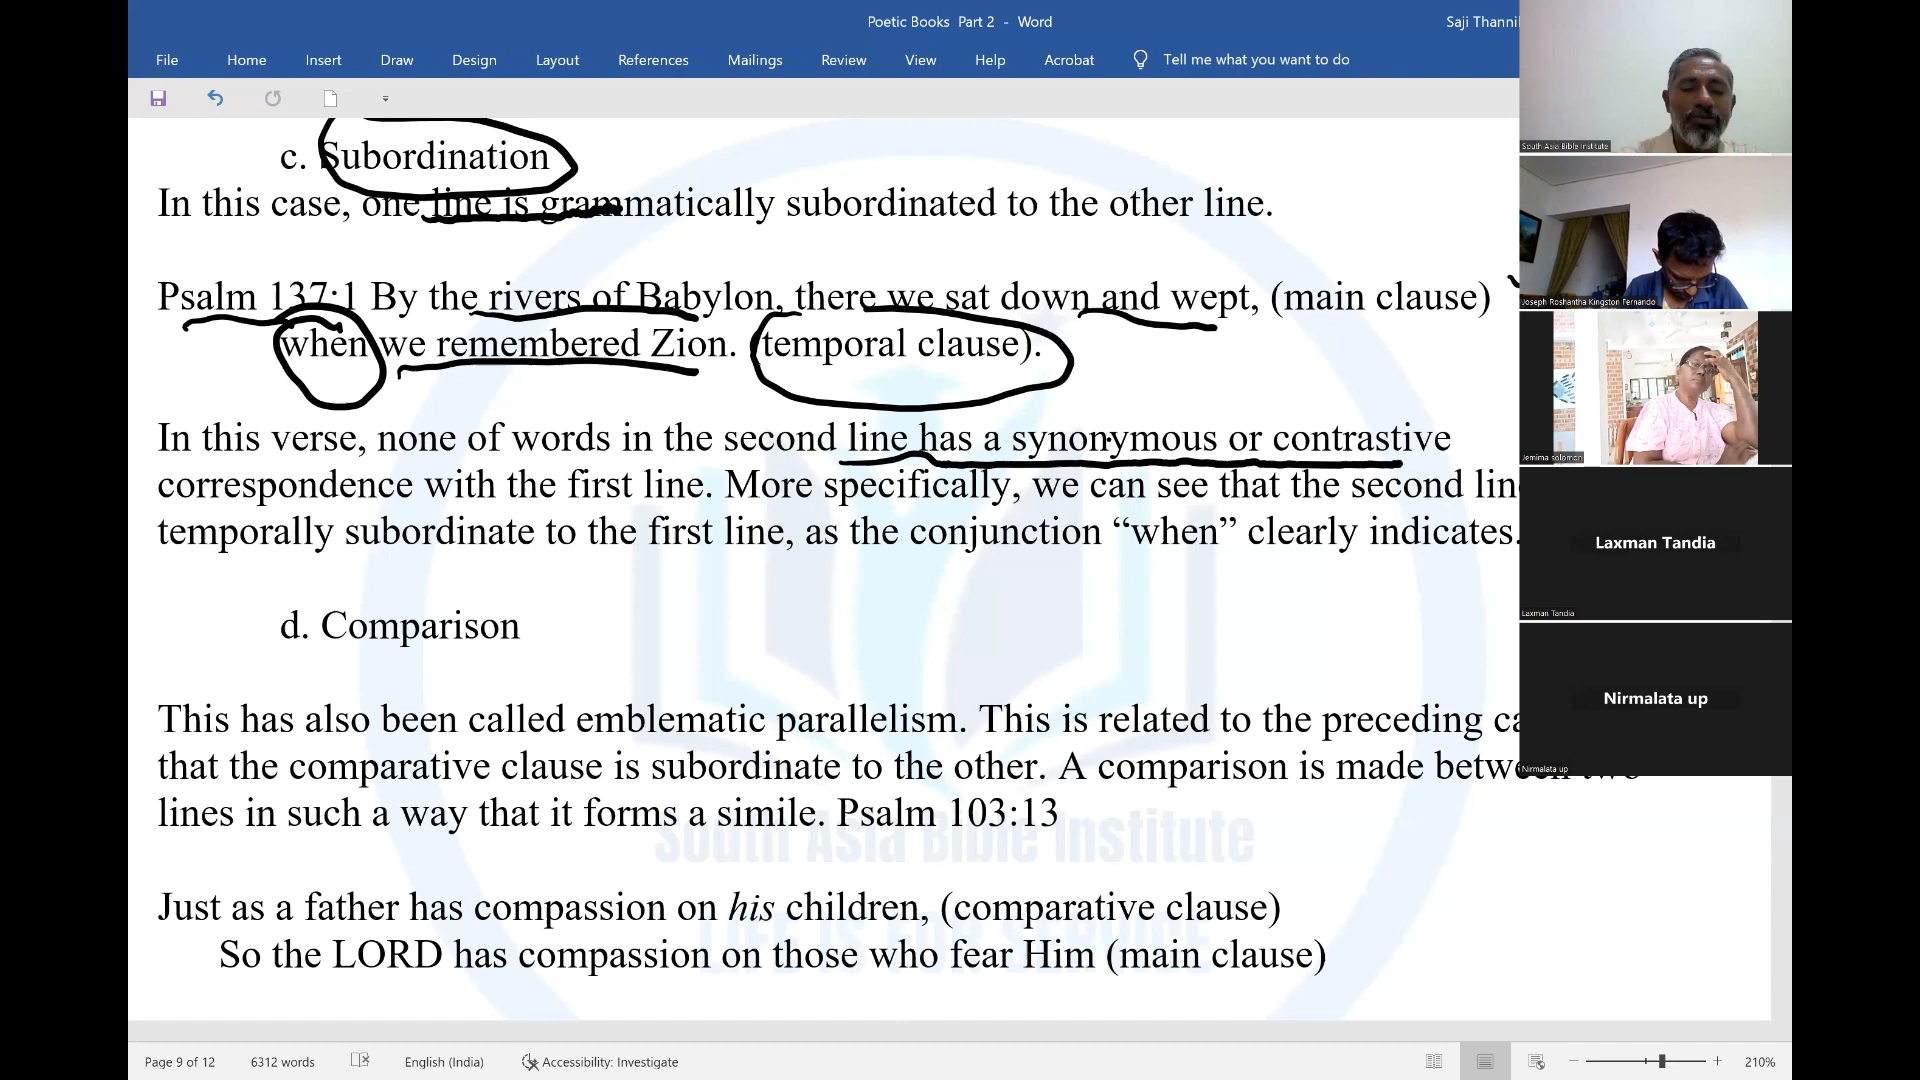 Poetic Books Part 2 - Word
Saji Thanni
File Home Insert Draw Design Layout References Mailings Review View Help Acrobat Tell me what you want to do
c. Subordination
In this case, one line is grammatically subordinated to the other line.
Psalm 137:1 By the rivers of Babylon, there we sat down and wept, (main clause)
when we remembered Zion. (temporal clause).
In this verse, none of words in the second line has a synonymous or contrastive
correspondence with the first line. More specifically, we can see that the second
temporally subordinate to the first line, as the conjunction “when” clearly indicates.
d. Comparison
This has also been called emblematic parallelism. This is related to the preceding
that the comparative clause is subordinate to the other. A comparison is made between two
lines in such a way that it forms a simile. Psalm 103:13
Just as a father has compassion on his children, (comparative clause)
So the LORD has compassion on those who fear Him (main clause)
South Asia Bible Institute
LIFE IS FOR SERVICE
South Asia Bible Institute
Joseph Roshantha Kingston Fernando
Jemima solomon
Laxman Tandia
Laxman Tandia
Nirmalata up
Nirmalata up
Page 9 of 12 6312 words English (India) Accessibility: Investigate 210%